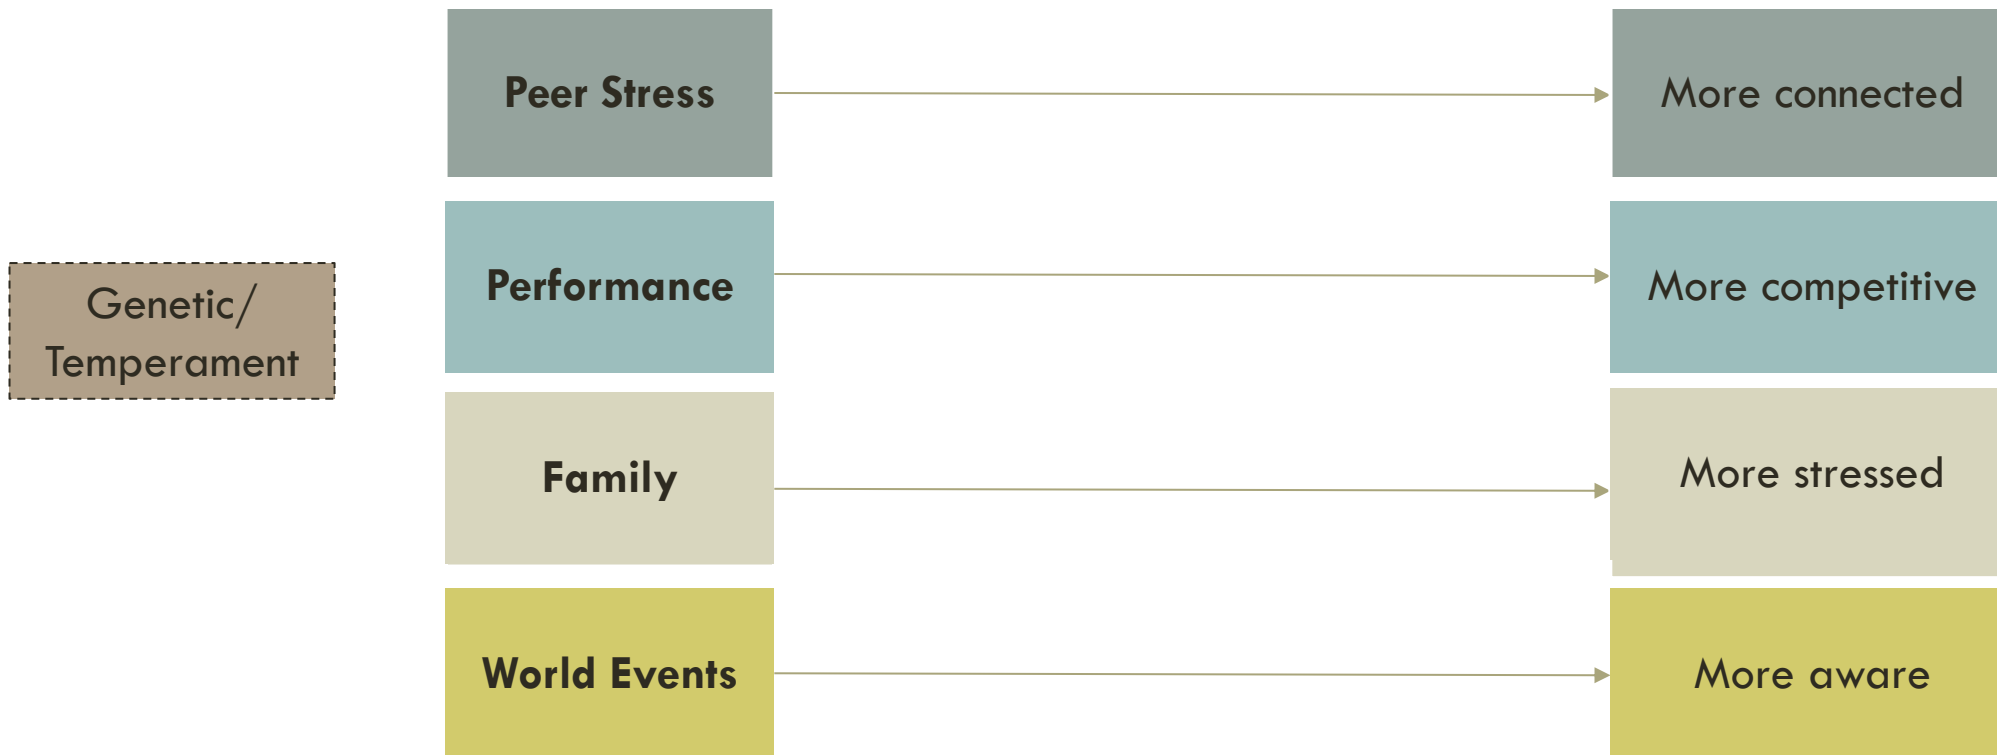 Peer Stress
More connected
Performance
More competitive
Genetic/
Temperament
Family
More stressed
World Events
More aware